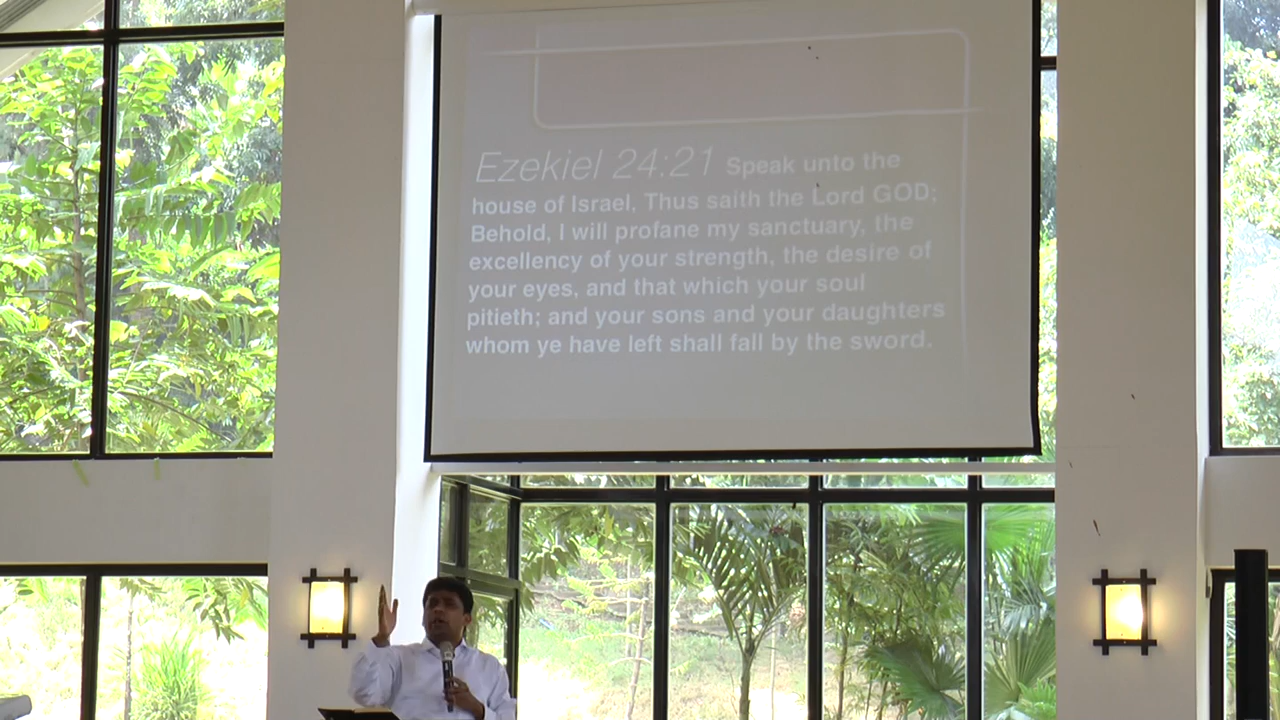 Ezekiel 24:21 Speak unto the
house of Israel, Thus saith the Lord GOD;
Behold, I will profane my sanctuary, the
excellency of your strength, the desire of
your eyes, and that which your soul
pitieth; and your sons and your daughters
whom ye have left shall fall by the sword.